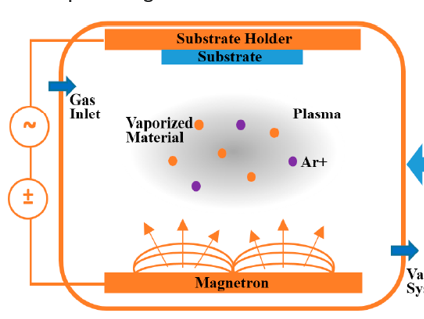 Substrate Holder
Substrate
Gas
Inlet
Vaporized
Material
Plasma
Ar+
~
±
Magnetron